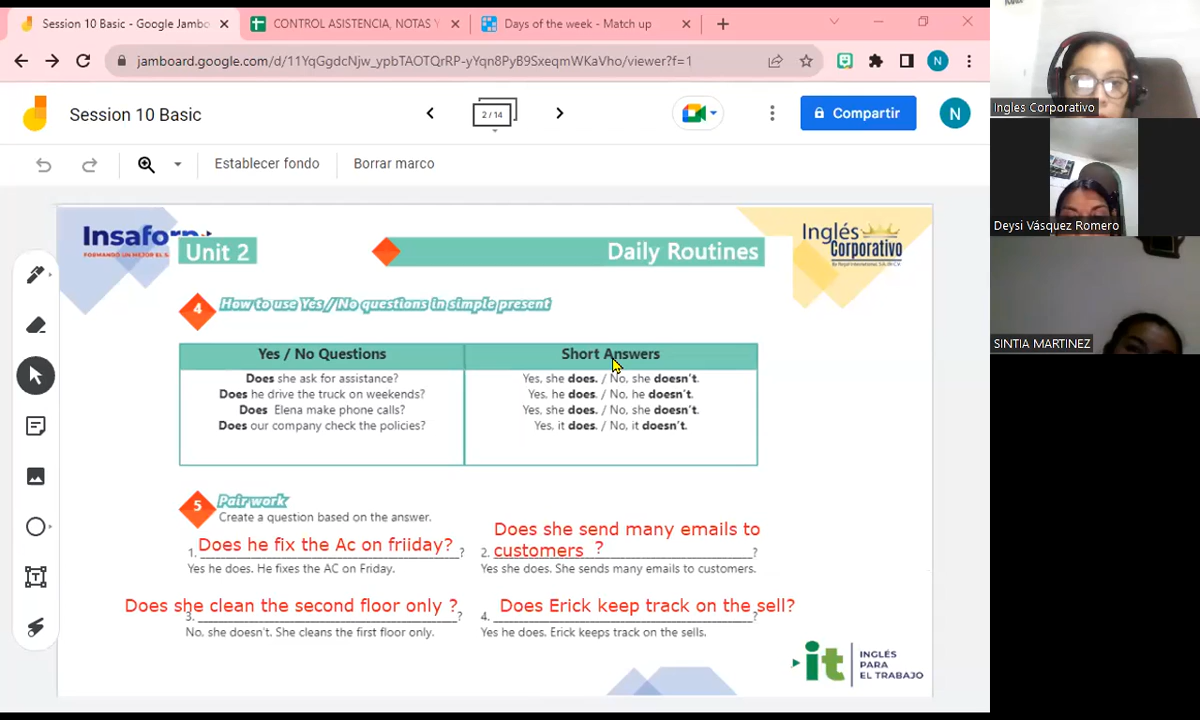 Session 10 Basic - Google Jambo
CONTROL ASISTENCIA, NOTAS Y
Days of the week - Match up
jamboard.google.com/d/11YqGgdcNjw_ypbTAOTQrRP-yYqn8PyB9SxeqmWKaVho/viewer?f=1
N
Session 10 Basic
2 / 14
Compartir
N
Establecer fondo
Borrar marco
Insaforp
FORMANDO UN MEJOR EL S
Unit 2
Daily Routines
Inglés
Corporativo
4
How to use Yes / No questions in simple present
Yes / No Questions
Short Answers
Does she ask for assistance?
Yes, she does. / No, she doesn't.
Does he drive the truck on weekends?
Yes, he does. / No, he doesn't.
Does Elena make phone calls?
Yes, she does. / No, she doesn't.
Does our company check the policies?
Yes, it does. / No, it doesn't.
5
Pair work
Create a question based on the answer.
1. Does he fix the Ac on friiday? ?
Yes he does. He fixes the AC on Friday.
Does she send many emails to
2. customers ? ?
Yes she does. She sends many emails to customers.
Does she clean the second floor only ?
3. ?
No, she doesn't. She cleans the first floor only.
Does Erick keep track on the sell?
4. ?
Yes he does. Erick keeps track on the sells.
it
INGLÉS
PARA
EL TRABAJO
Ingles Corporativo
Deysi Vásquez Romero
SINTIA MARTINEZ